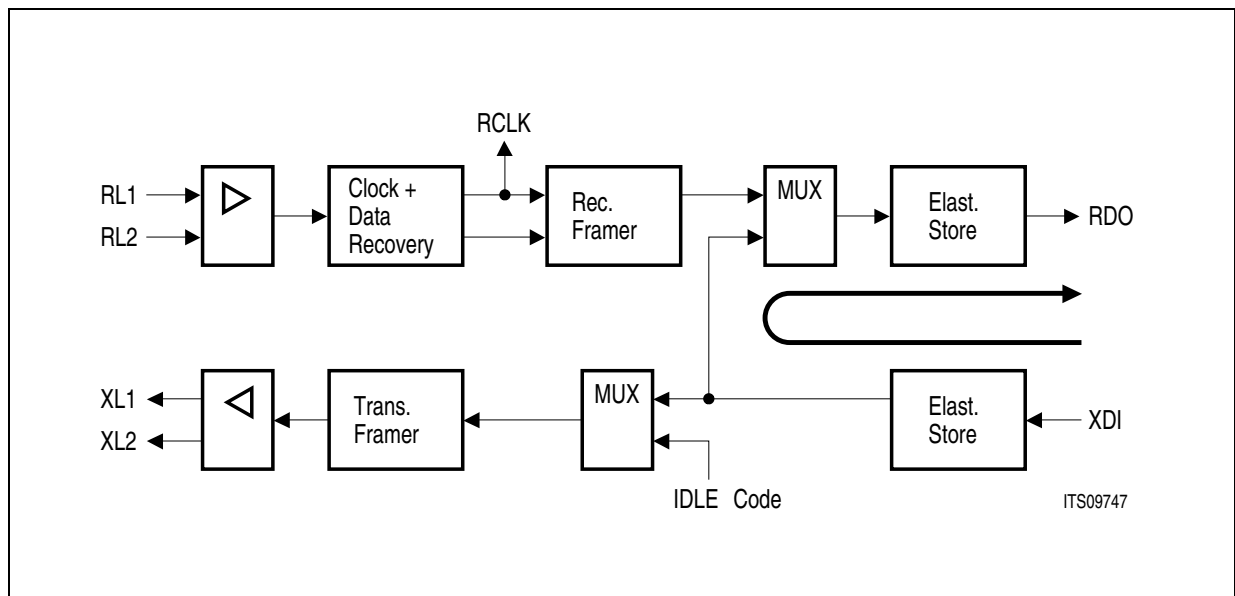 RCLK
RL1
RL2
Clock +
Data
Recovery
Rec.
Framer
MUX
Elast.
Store
RDO
XL1
XL2
Trans.
Framer
MUX
Elast.
Store
XDI
IDLE Code
ITS09747